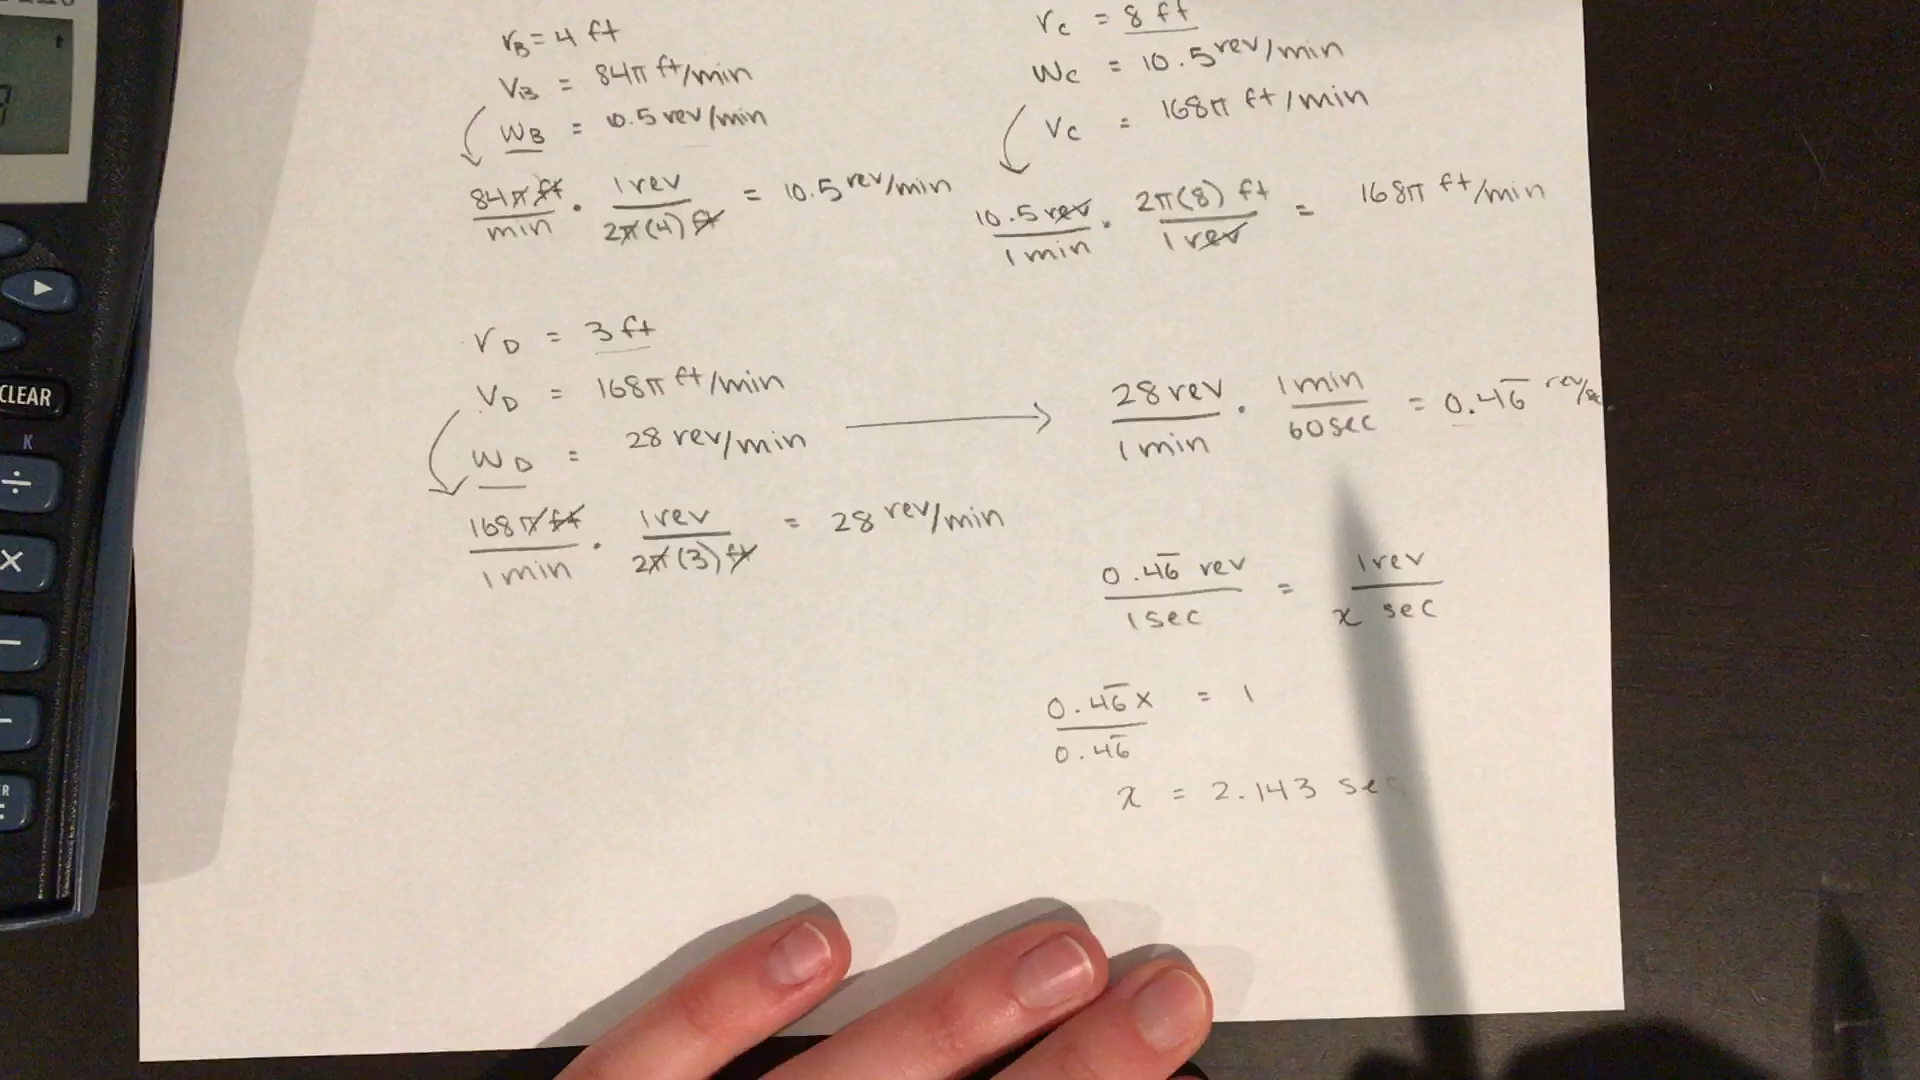 r_B = 4 ft
v_B = 84π ft/min
w_B = 10.5 rev/min
84π ft / min · 1 rev / 2π(4) ft = 10.5 rev/min
r_c = 8 ft
w_c = 10.5 rev/min
v_c = 168π ft/min
10.5 rev / 1 min · 2π(8) ft / 1 rev = 168π ft/min
r_D = 3 ft
v_D = 168π ft/min
w_D = 28 rev/min
168π ft / 1 min · 1 rev / 2π(3) ft = 28 rev/min
28 rev / 1 min · 1 min / 60 sec = 0.46̅ rev/se
0.46̅ rev / 1 sec = 1 rev / x sec
0.46̅x / 0.46̅ = 1
x = 2.143 sec
CLEAR
K
÷
×
−